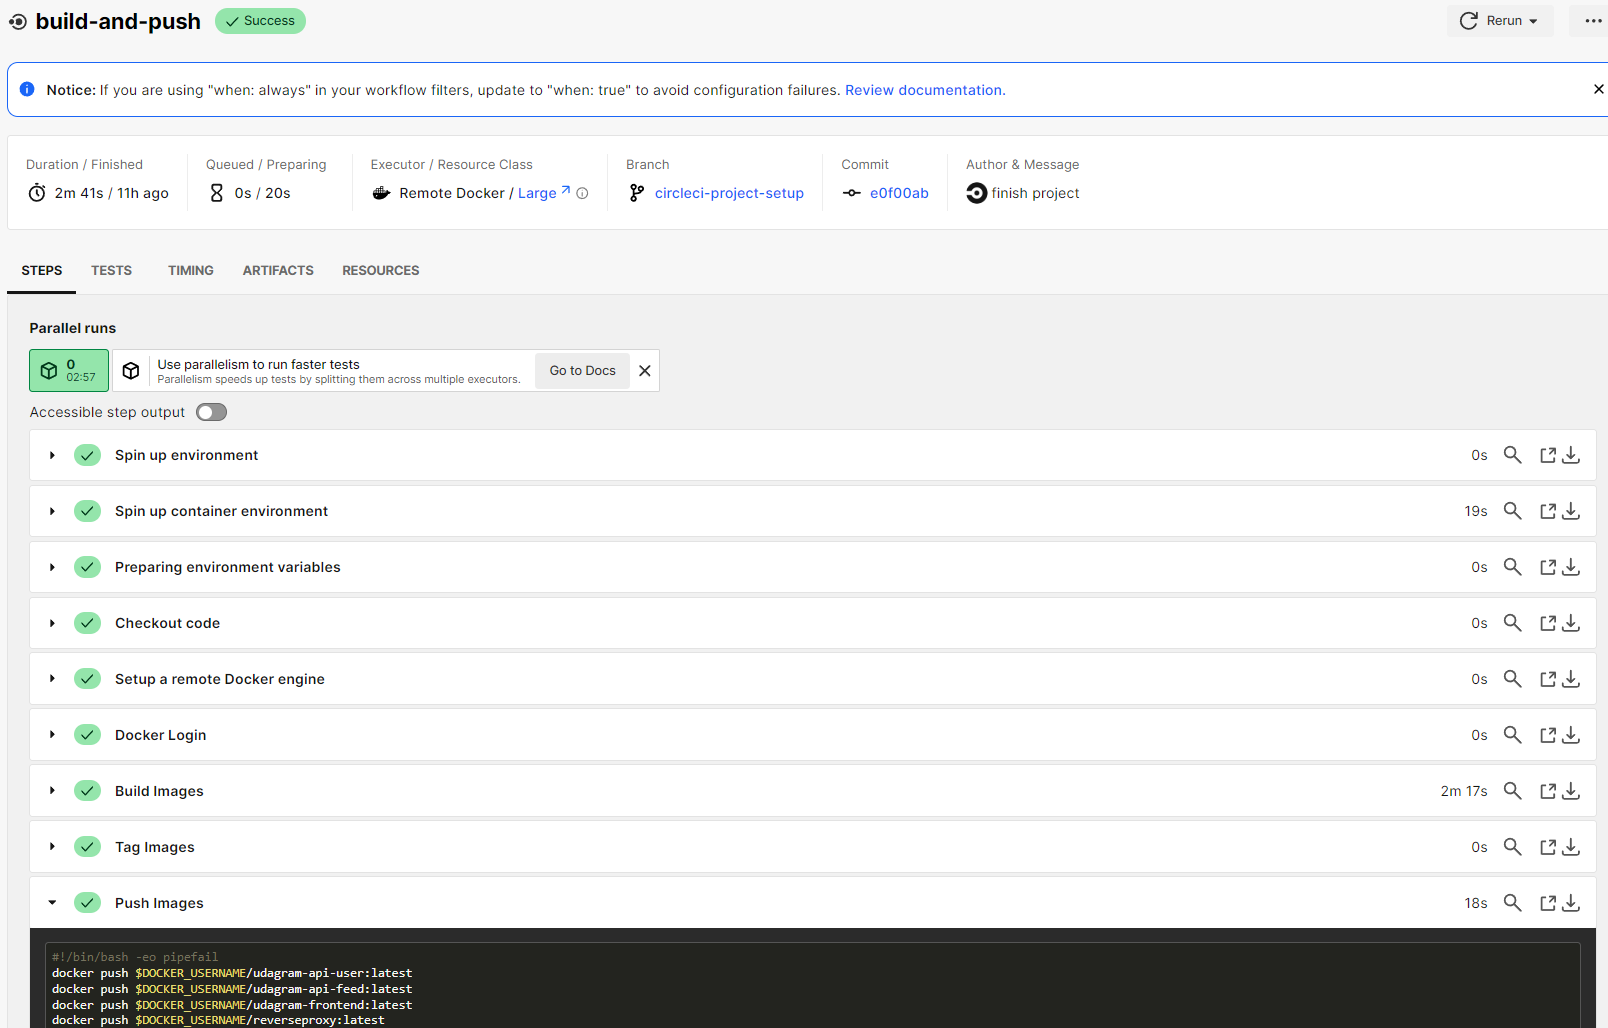 build-and-push Success Rerun
Notice: If you are using "when: always" in your workflow filters, update to "when: true" to avoid configuration failures. Review documentation.
Duration / Finished Queued / Preparing Executor / Resource Class Branch Commit Author & Message
2m 41s / 11h ago 0s / 20s Remote Docker / Large circleci-project-setup e0f00ab finish project
STEPS TESTS TIMING ARTIFACTS RESOURCES
Parallel runs
0
02:57
Use parallelism to run faster tests
Parallelism speeds up tests by splitting them across multiple executors.
Go to Docs
Accessible step output
Spin up environment 0s
Spin up container environment 19s
Preparing environment variables 0s
Checkout code 0s
Setup a remote Docker engine 0s
Docker Login 0s
Build Images 2m 17s
Tag Images 0s
Push Images 18s
#!/bin/bash -eo pipefail
docker push $DOCKER_USERNAME/udagram-api-user:latest
docker push $DOCKER_USERNAME/udagram-api-feed:latest
docker push $DOCKER_USERNAME/udagram-frontend:latest
docker push $DOCKER_USERNAME/reverseproxy:latest